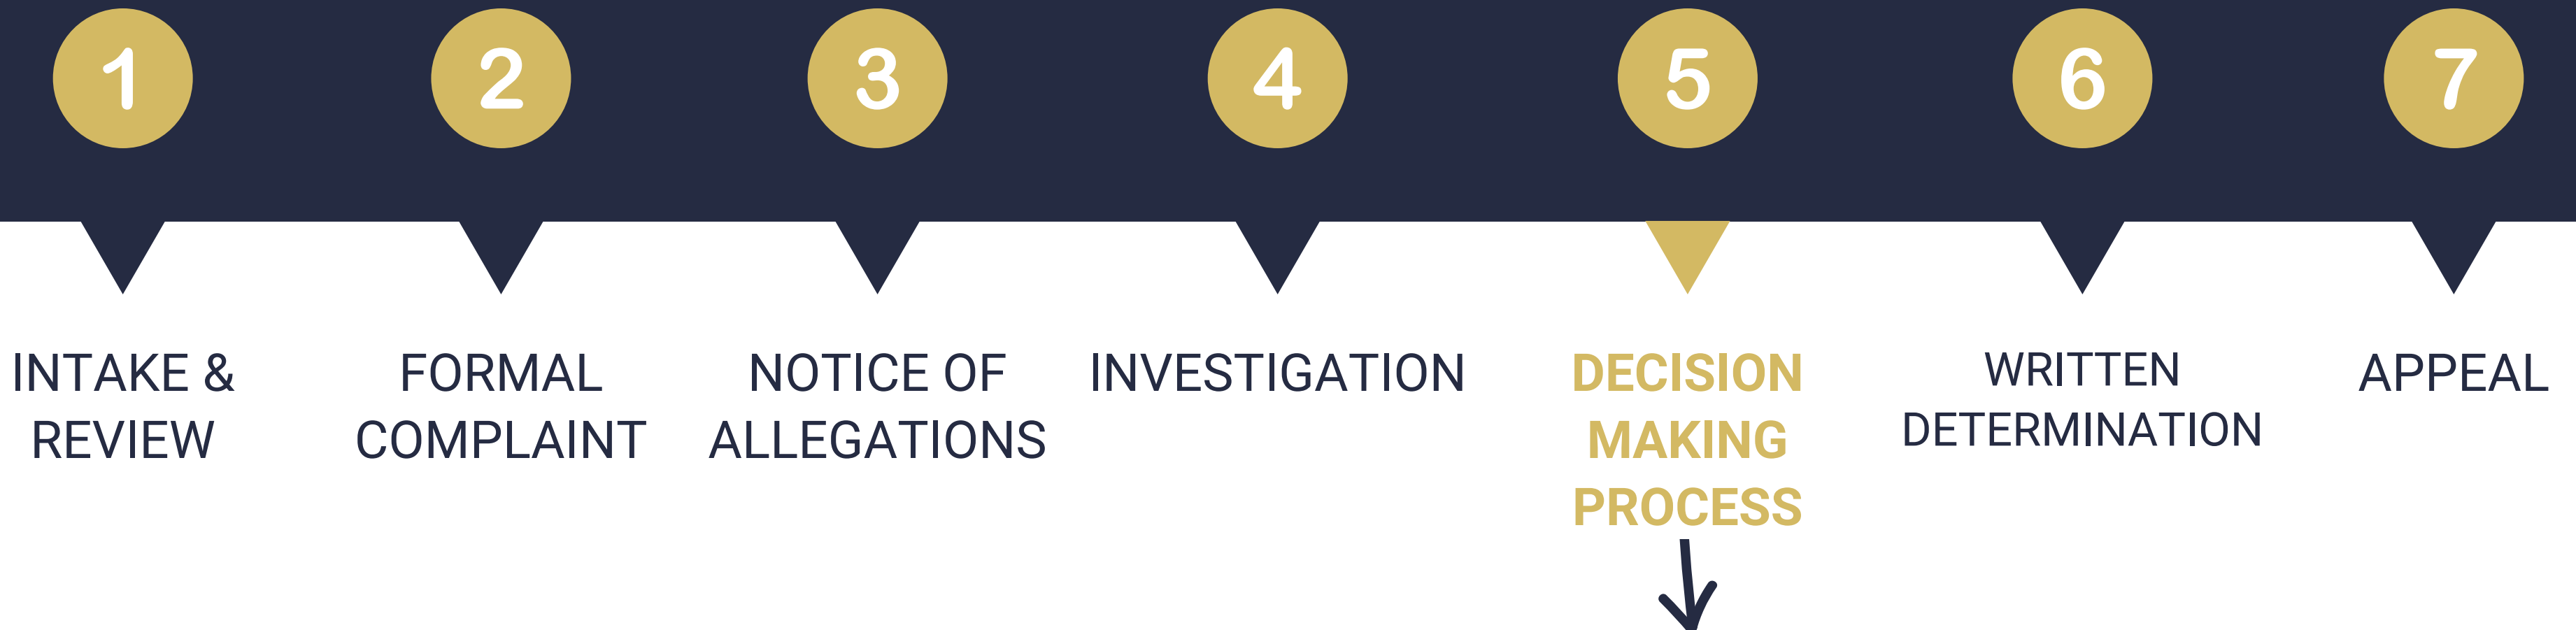 1
2
3
4
5
6
7
INTAKE &
REVIEW
FORMAL
COMPLAINT
NOTICE OF
ALLEGATIONS
INVESTIGATION
DECISION
MAKING
PROCESS
WRITTEN
DETERMINATION
APPEAL